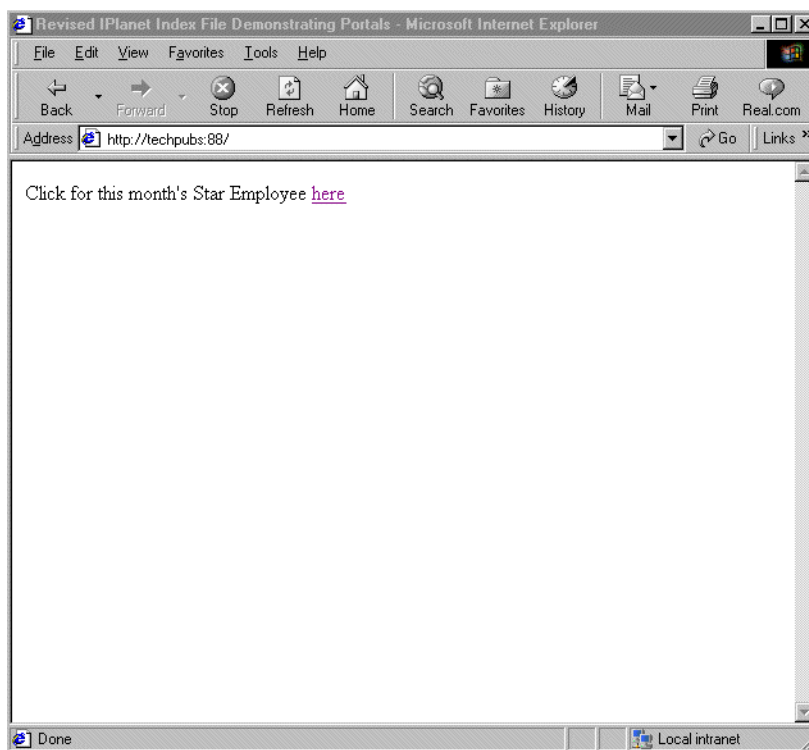 Revised IPlanet Index File Demonstrating Portals - Microsoft Internet Explorer
File Edit View Favorites Tools Help
Back Forward Stop Refresh Home Search Favorites History Mail Print Real.com
Address http://techpubs:88/ Go Links »
Click for this month's Star Employee here
Done Local intranet